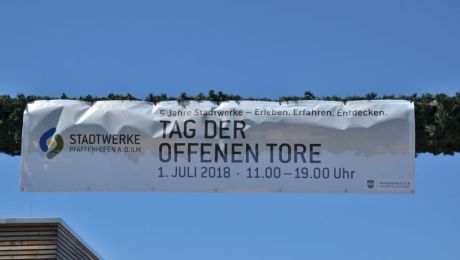 5 Jahre Stadtwerke – Erleben. Erfahren. Entdecken.
STADTWERKE
PFAFFENHOFEN A. D. ILM
TAG DER
OFFENEN TORE
1. JULI 2018 · 11.00 – 19.00 Uhr